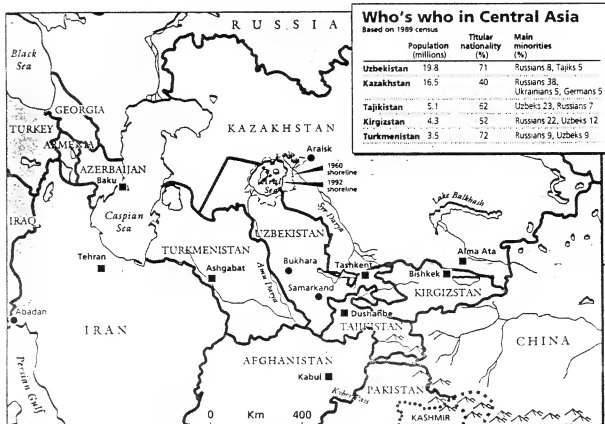 Who's who in Central Asia
Based on 1989 census
Population (millions) Titular nationality (%) Main minorities (%)
Uzbekistan 19.8 71 Russians 8, Tajiks 5
Kazakhstan 16.5 40 Russians 38,
Ukrainians 5, Germans 5
Tajikistan 5.1 62 Uzbeks 23, Russians 7
Kirgizstan 4.3 52 Russians 22, Uzbeks 12
Turkmenistan 3.5 72 Russians 9, Uzbeks 9
RUSSIA
Black
Sea
GEORGIA
TURKEY
ARMENIA
AZERBAIJAN
Baku
KAZAKHSTAN
Aralsk
1960
shoreline
1992
shoreline
Aral
Sea
Syr Darya
Lake Balkhash
IRAQ
Caspian
Sea
UZBEKISTAN
TURKMENISTAN
Tehran
Ashgabat
Amu Darya
Bukhara
Tashkent
Samarkand
Alma Ata
Bishkek
KIRGIZSTAN
Dushanbe
TAJIKISTAN
Abadan
IRAN
CHINA
AFGHANISTAN
Kabul
PAKISTAN
Persian Gulf
0 Km 400
KASHMIR